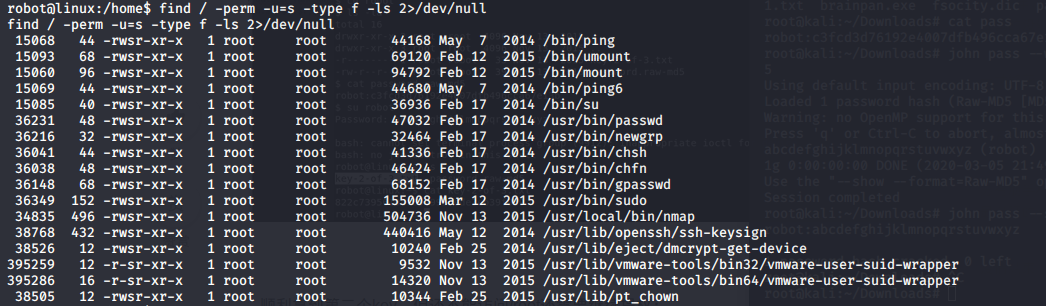 robot@linux:/home$ find / -perm -u=s -type f -ls 2>/dev/null
find / -perm -u=s -type f -ls 2>/dev/null
15068 44 -rwsr-xr-x 1 root root 44168 May 7 2014 /bin/ping
15093 68 -rwsr-xr-x 1 root root 69120 Feb 12 2015 /bin/umount
15060 96 -rwsr-xr-x 1 root root 94792 Feb 12 2015 /bin/mount
15069 44 -rwsr-xr-x 1 root root 44680 May 7 2014 /bin/ping6
15085 40 -rwsr-xr-x 1 root root 36936 Feb 17 2014 /bin/su
36231 48 -rwsr-xr-x 1 root root 47032 Feb 17 2014 /usr/bin/passwd
36216 32 -rwsr-xr-x 1 root root 32464 Feb 17 2014 /usr/bin/newgrp
36041 44 -rwsr-xr-x 1 root root 41336 Feb 17 2014 /usr/bin/chsh
36038 48 -rwsr-xr-x 1 root root 46424 Feb 17 2014 /usr/bin/chfn
36148 68 -rwsr-xr-x 1 root root 68152 Feb 17 2014 /usr/bin/gpasswd
36349 152 -rwsr-xr-x 1 root root 155008 Mar 12 2015 /usr/bin/sudo
34835 496 -rwsr-xr-x 1 root root 504736 Nov 13 2015 /usr/local/bin/nmap
38768 432 -rwsr-xr-x 1 root root 440416 May 12 2014 /usr/lib/openssh/ssh-keysign
38526 12 -rwsr-xr-x 1 root root 10240 Feb 25 2014 /usr/lib/eject/dmcrypt-get-device
395259 12 -r-sr-xr-x 1 root root 9532 Nov 13 2015 /usr/lib/vmware-tools/bin32/vmware-user-suid-wrapper
395286 16 -r-sr-xr-x 1 root root 14320 Nov 13 2015 /usr/lib/vmware-tools/bin64/vmware-user-suid-wrapper
38505 12 -rwsr-xr-x 1 root root 10344 Feb 25 2015 /usr/lib/pt_chown